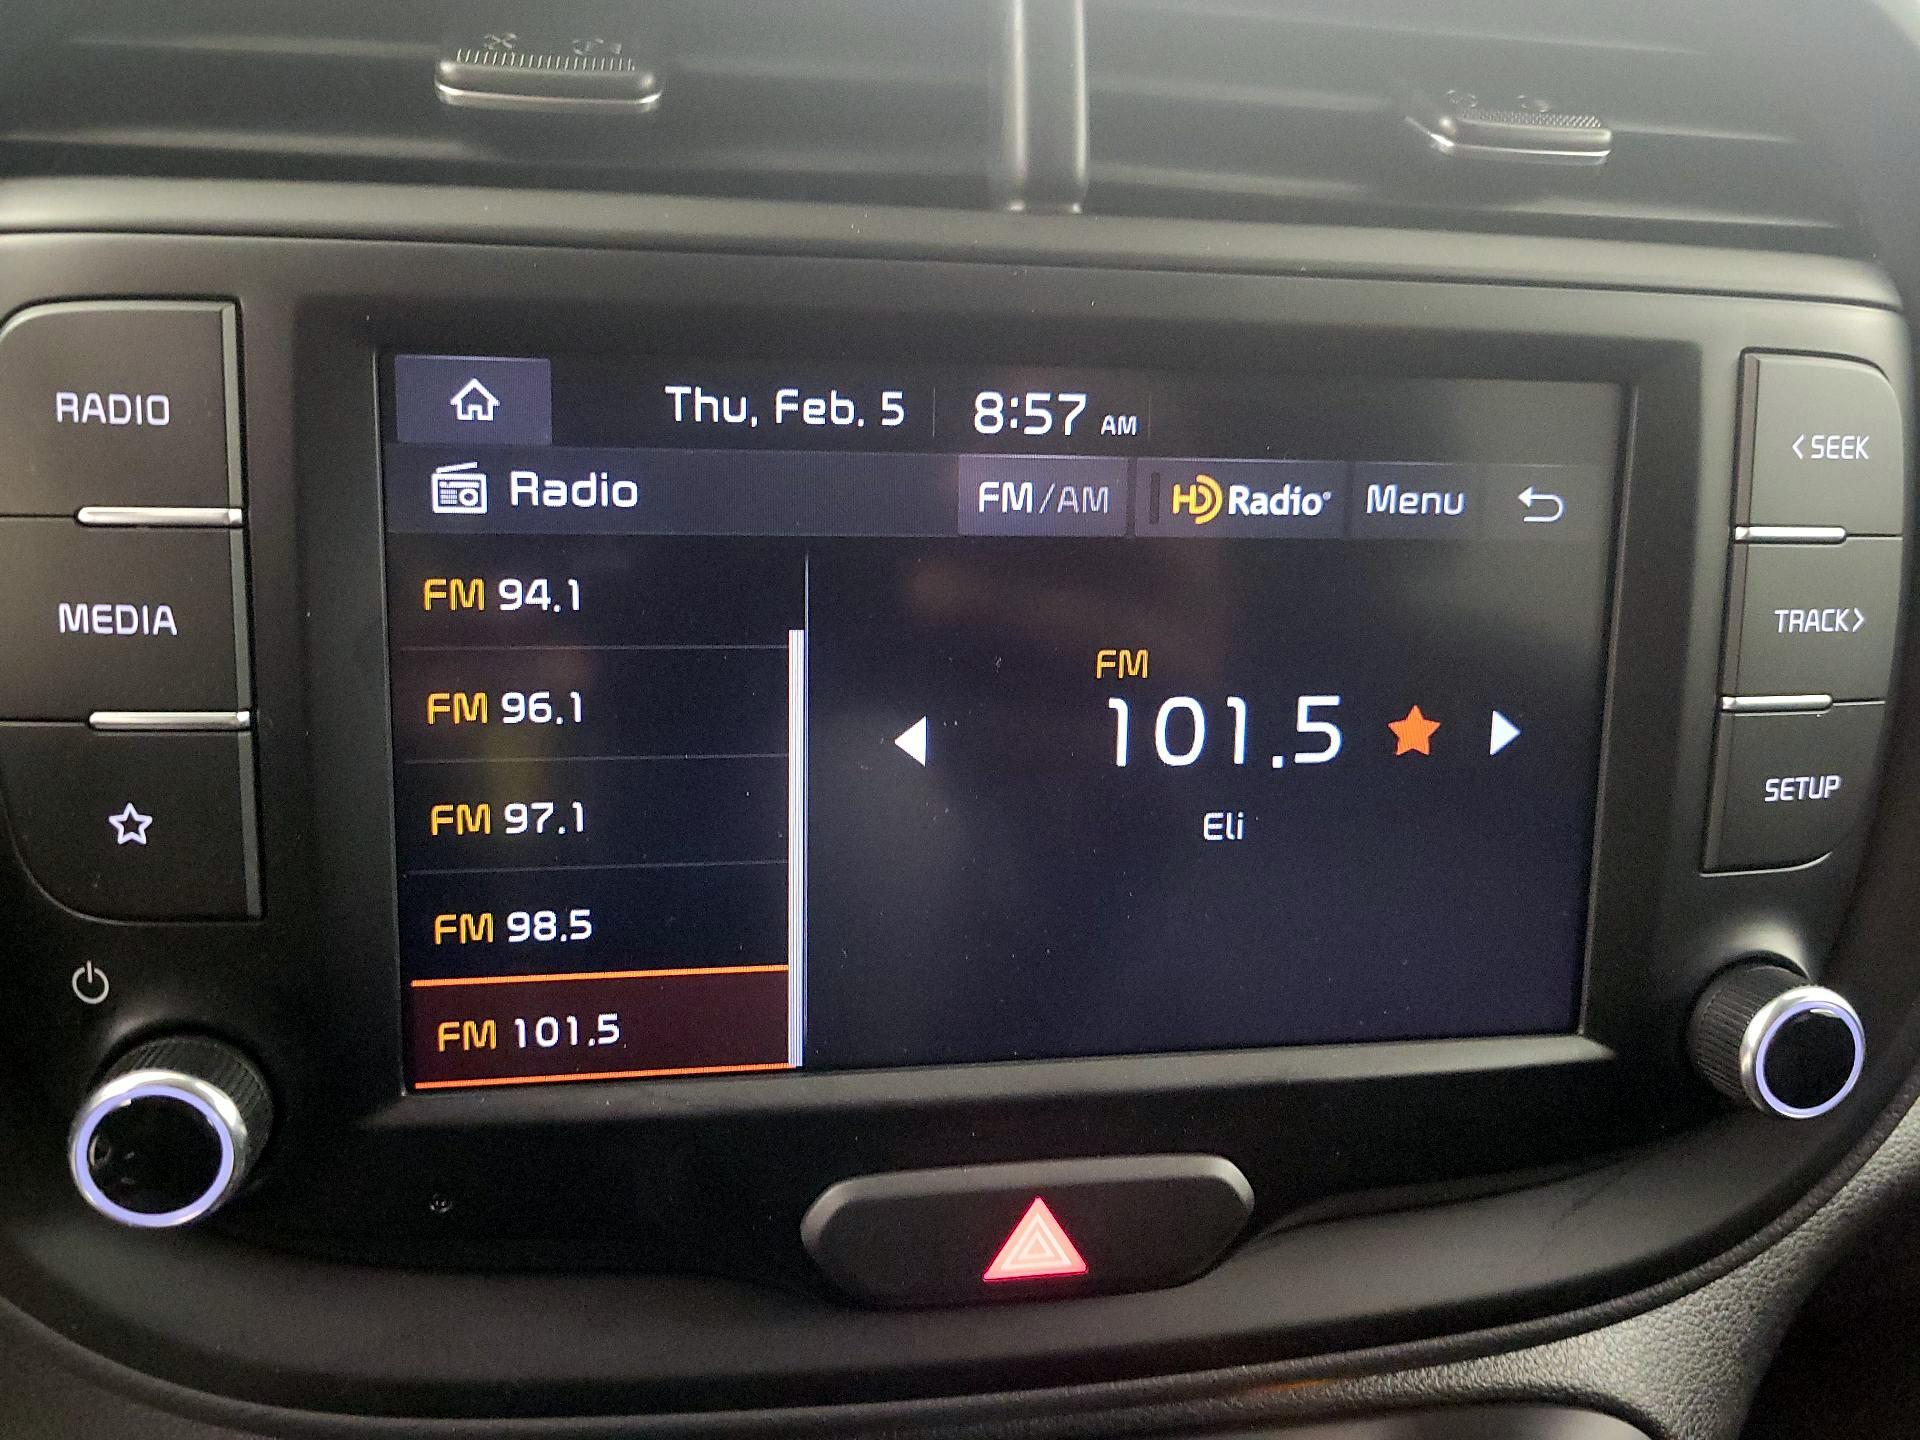 RADIO
MEDIA
Thu, Feb. 5 8:57 AM
Radio FM/AM HD Radio® Menu
FM 94.1
FM 96.1
FM 97.1
FM 98.5
FM 101.5
FM
101.5
Eli
<SEEK
TRACK>
SETUP